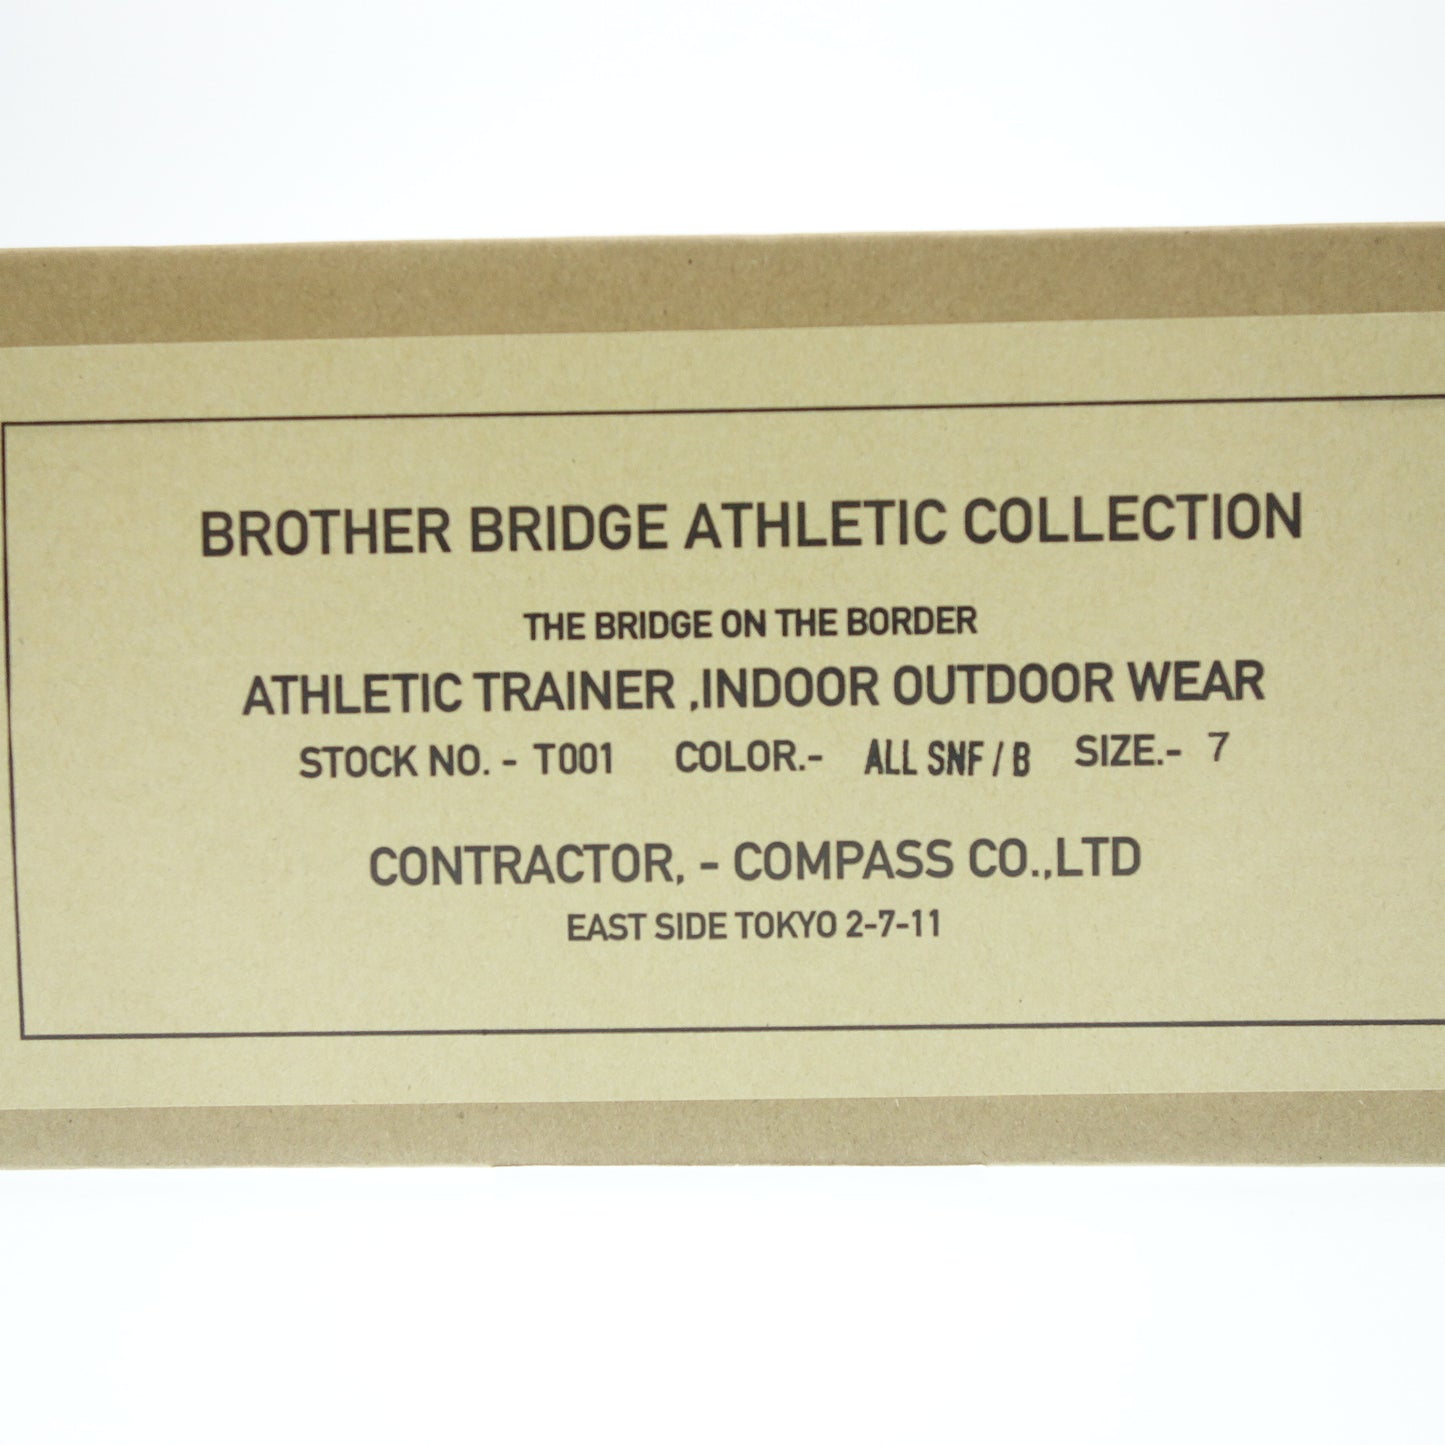 BROTHER BRIDGE ATHLETIC COLLECTION
THE BRIDGE ON THE BORDER
ATHLETIC TRAINER ,INDOOR OUTDOOR WEAR
STOCK NO. - T001 COLOR.- ALL SNF / B SIZE.- 7
CONTRACTOR, - COMPASS CO.,LTD
EAST SIDE TOKYO 2-7-11